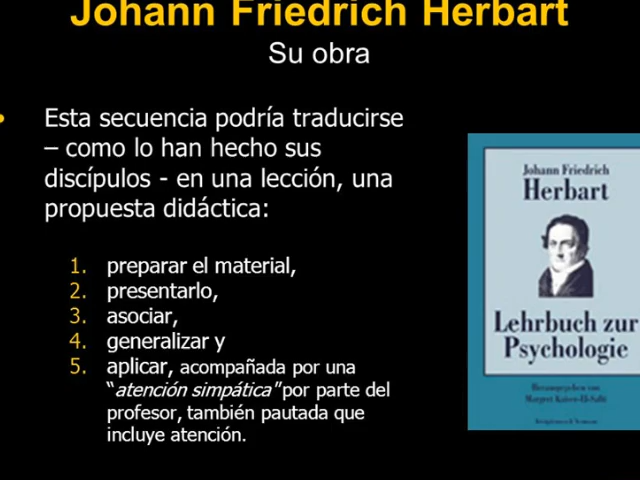 Johann Friedrich Herbart
Su obra
• Esta secuencia podría traducirse
– como lo han hecho sus
discípulos - en una lección, una
propuesta didáctica:
1. preparar el material,
2. presentarlo,
3. asociar,
4. generalizar y
5. aplicar, acompañada por una
“atención simpática” por parte del
profesor, también pautada que
incluye atención.
Johann Friedrich
Herbart
Lehrbuch zur
Psychologie
Herausgegeben von